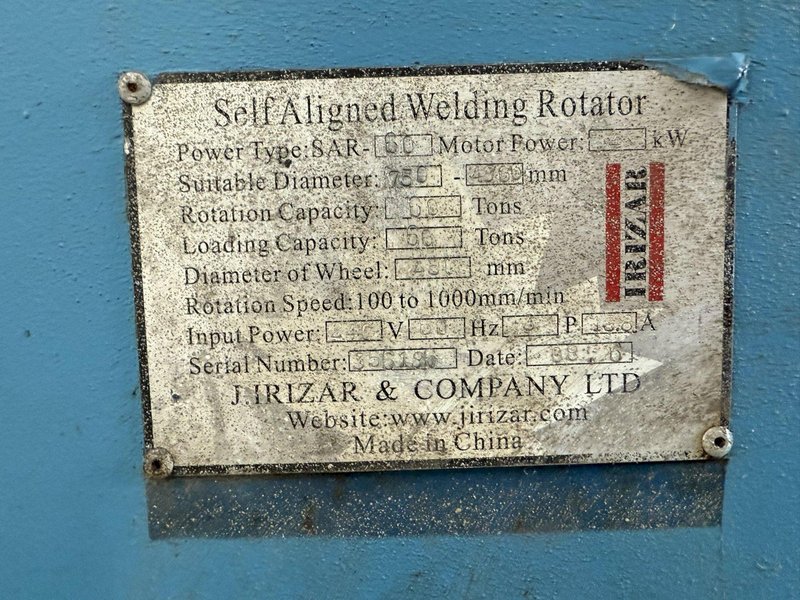 Self Aligned Welding Rotator
Power Type:SAR-60 Motor Power: kW
Suitable Diameter: 750 - mm
Rotation Capacity: Tons
Loading Capacity: 60 Tons
Diameter of Wheel: mm
Rotation Speed:100 to 1000mm/min
Input Power: V Hz P A
Serial Number: Date:
IRIZAR
J.IRIZAR & COMPANY LTD
Website:www.jirizar.com
Made in China